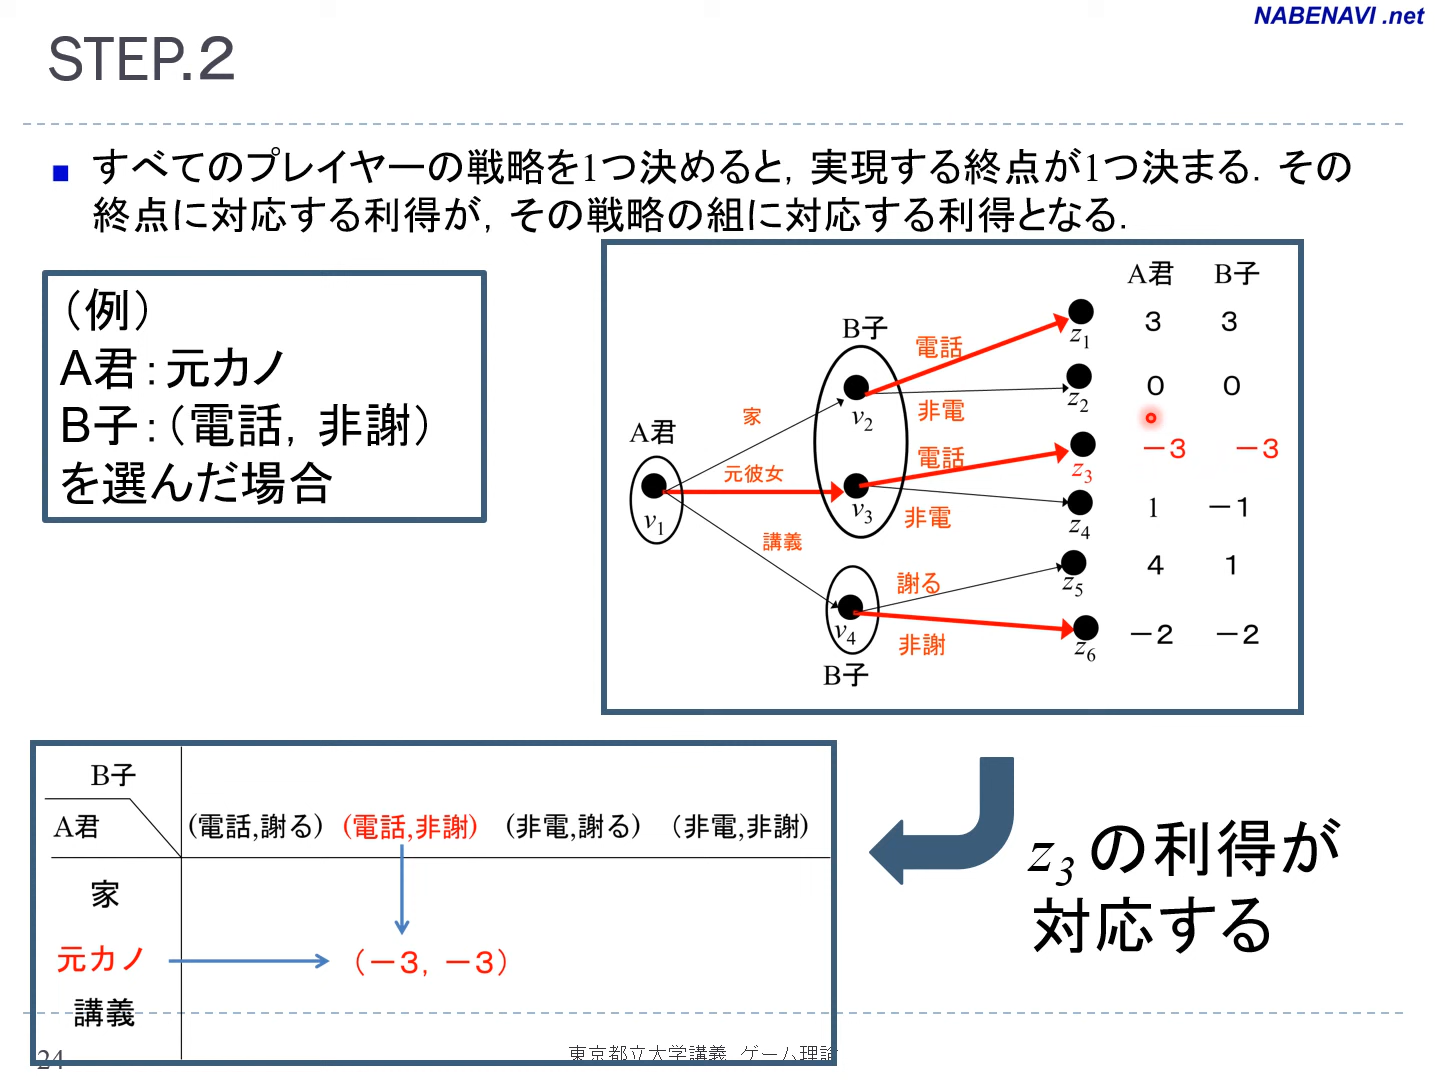 NABENAVI .net
STEP.2
すべてのプレイヤーの戦略を1つ決めると，実現する終点が1つ決まる．その
終点に対応する利得が，その戦略の組に対応する利得となる．
（例）
A君：元カノ
B子：（電話，非謝）
を選んだ場合
A君 B子
B子
A君
家
元彼女
講義
電話
非電
電話
非電
謝る
非謝
B子
v1
v2
v3
v4
z1 3 3
z2 0 0
z3 －3 －3
z4 1 －1
z5 4 1
z6 －2 －2
B子
A君
(電話,謝る) (電話,非謝) (非電,謝る) (非電,非謝)
家
元カノ （－3，－3）
講義
z3 の利得が
対応する
24
東京都立大学講義 ゲーム理論